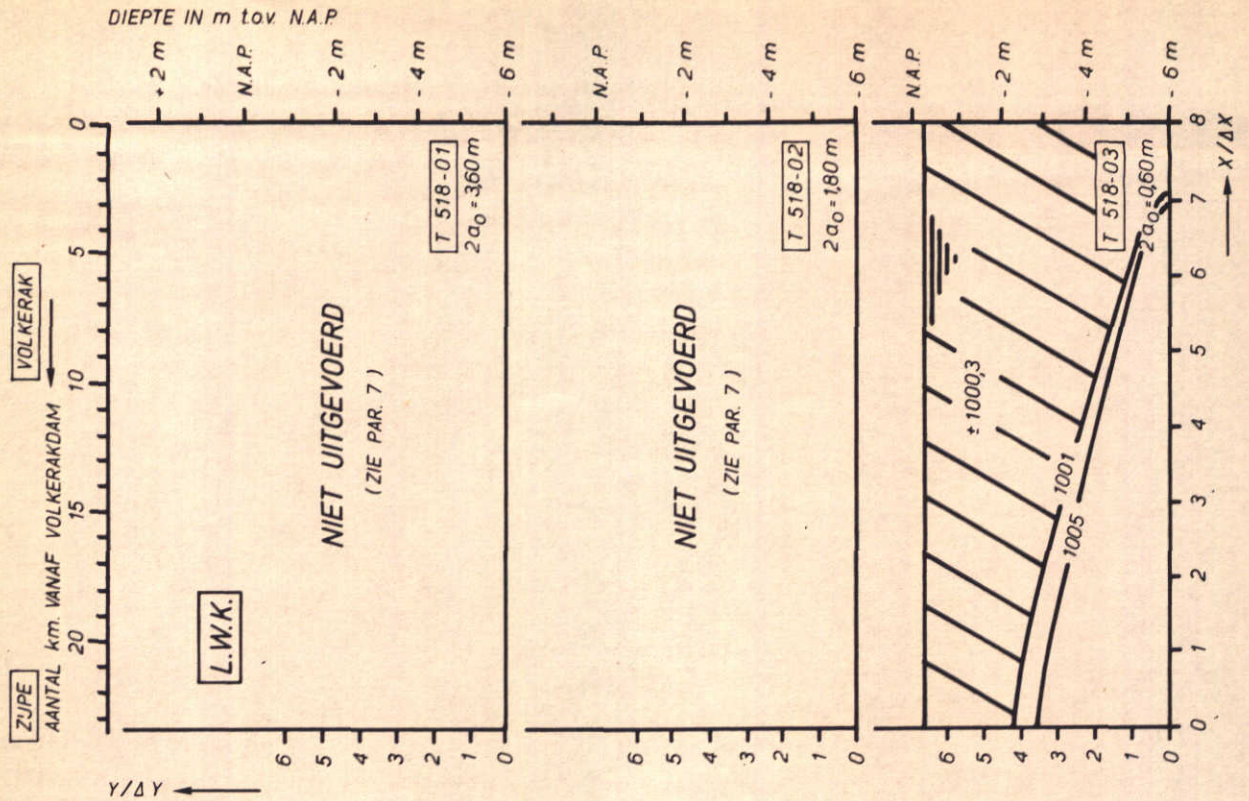 DIEPTE IN m t.o.v. N.A.P.
+ 2 m
N.A.P.
- 2 m
- 4 m
- 6 m
N.A.P.
- 2 m
- 4 m
- 6 m
N.A.P.
- 2 m
- 4 m
- 6 m
ZIJPE
VOLKERAK
AANTAL km. VANAF VOLKERAKDAM
0
5
10
15
20
L.W.K.
NIET UITGEVOERD
(ZIE PAR. 7)
T 518-01
2a₀ = 3,60 m
NIET UITGEVOERD
(ZIE PAR. 7)
T 518-02
2a₀ = 1,80 m
± 1000,3
1001
1005
T 518-03
2a₀ = 0,60 m
Y/ΔY
6 5 4 3 2 1 0
6 5 4 3 2 1 0
6 5 4 3 2 1 0
0 1 2 3 4 5 6 7 8
X/ΔX